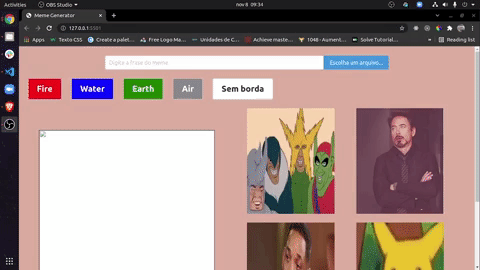 Activities
OBS Studio
nov 8 09:34
Meme Generator
127.0.0.1:5501
Apps
Texto CSS
Create a palet...
Free Logo Ma...
Unidades de C...
Achieve maste...
1048 : Aument...
Solve Tutorial...
Reading list
Digita a frase do meme
Escolha um arquivo...
Fire
Water
Earth
Air
Sem borda